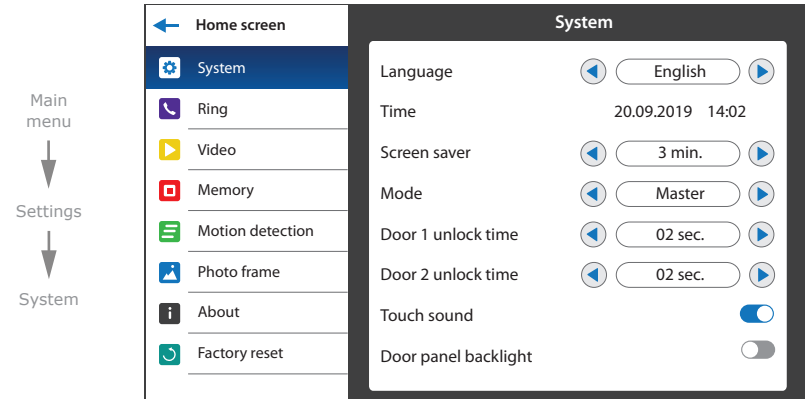 Main
menu
Settings
System
Home screen
System
Ring
Video
Memory
Motion detection
Photo frame
About
Factory reset
System
Language English
Time 20.09.2019 14:02
Screen saver 3 min.
Mode Master
Door 1 unlock time 02 sec.
Door 2 unlock time 02 sec.
Touch sound
Door panel backlight